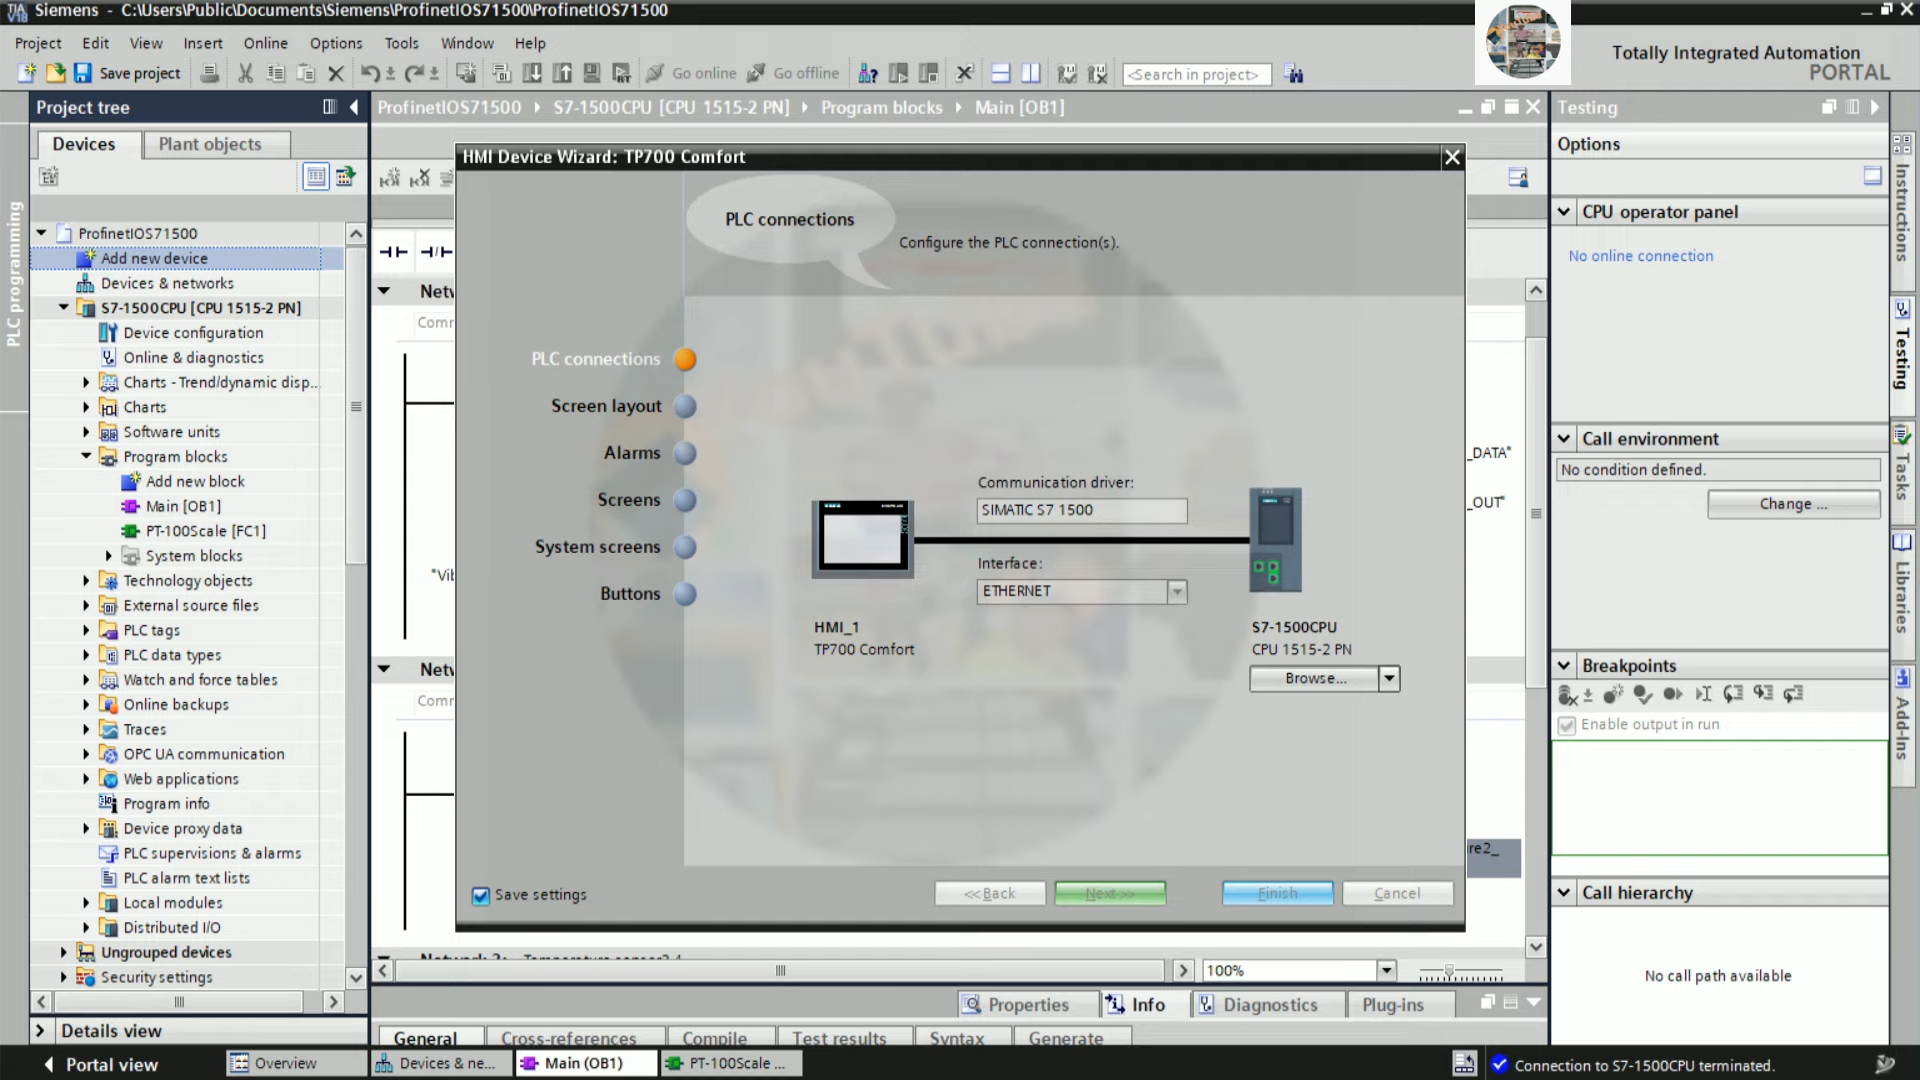 Siemens - C:\Users\Public\Documents\Siemens\ProfinetIOS71500\ProfinetIOS71500
Project Edit View Insert Online Options Tools Window Help
Totally Integrated Automation
PORTAL
Save project
Go online
Go offline
<Search in project>
Project tree
ProfinetIOS71500
S7-1500CPU [CPU 1515-2 PN]
Program blocks
Main [OB1]
Testing
Devices
Plant objects
PLC programming
ProfinetIOS71500
Add new device
Devices & networks
S7-1500CPU [CPU 1515-2 PN]
Device configuration
Online & diagnostics
Charts - Trend/dynamic disp...
Charts
Software units
Program blocks
Add new block
Main [OB1]
PT-100Scale [FC1]
System blocks
Technology objects
External source files
PLC tags
PLC data types
Watch and force tables
Online backups
Traces
OPC UA communication
Web applications
Program info
Device proxy data
PLC supervisions & alarms
PLC alarm text lists
Local modules
Distributed I/O
Ungrouped devices
Security settings
Details view
Netw
Comm
"Vib
Netw
Comm
HMI Device Wizard: TP700 Comfort
PLC connections
Configure the PLC connection(s).
PLC connections
Screen layout
Alarms
Screens
System screens
Buttons
Communication driver:
SIMATIC S7 1500
Interface:
ETHERNET
HMI_1
TP700 Comfort
S7-1500CPU
CPU 1515-2 PN
Browse...
Save settings
<<Back
Next>>
Finish
Cancel
_DATA"
_OUT"
re2_
100%
Properties
Info
Diagnostics
Plug-ins
General
Cross-references
Compile
Test results
Syntax
Generate
Options
CPU operator panel
No online connection
Call environment
No condition defined.
Change ...
Breakpoints
Enable output in run
Call hierarchy
No call path available
Instructions
Testing
Tasks
Libraries
Add-Ins
Portal view
Overview
Devices & ne...
Main (OB1)
PT-100Scale ...
Connection to S7-1500CPU terminated.